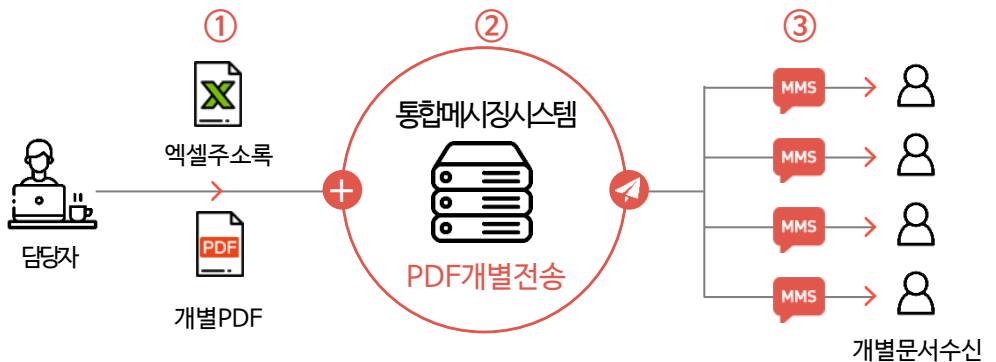 ①
②
③
X
엑셀주소록
담당자
PDF
개별PDF
통합메시징시스템
PDF개별전송
MMS
MMS
MMS
MMS
개별문서수신